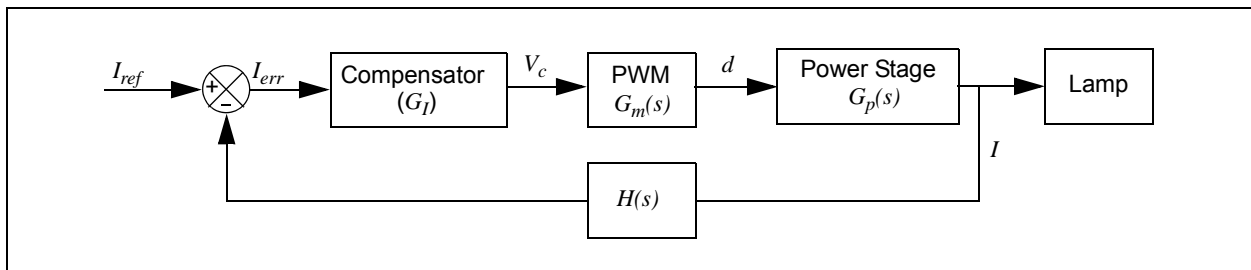 I_ref
+
-
I_err
Compensator
(G_I)
V_c
PWM
G_m(s)
d
Power Stage
G_p(s)
I
Lamp
H(s)